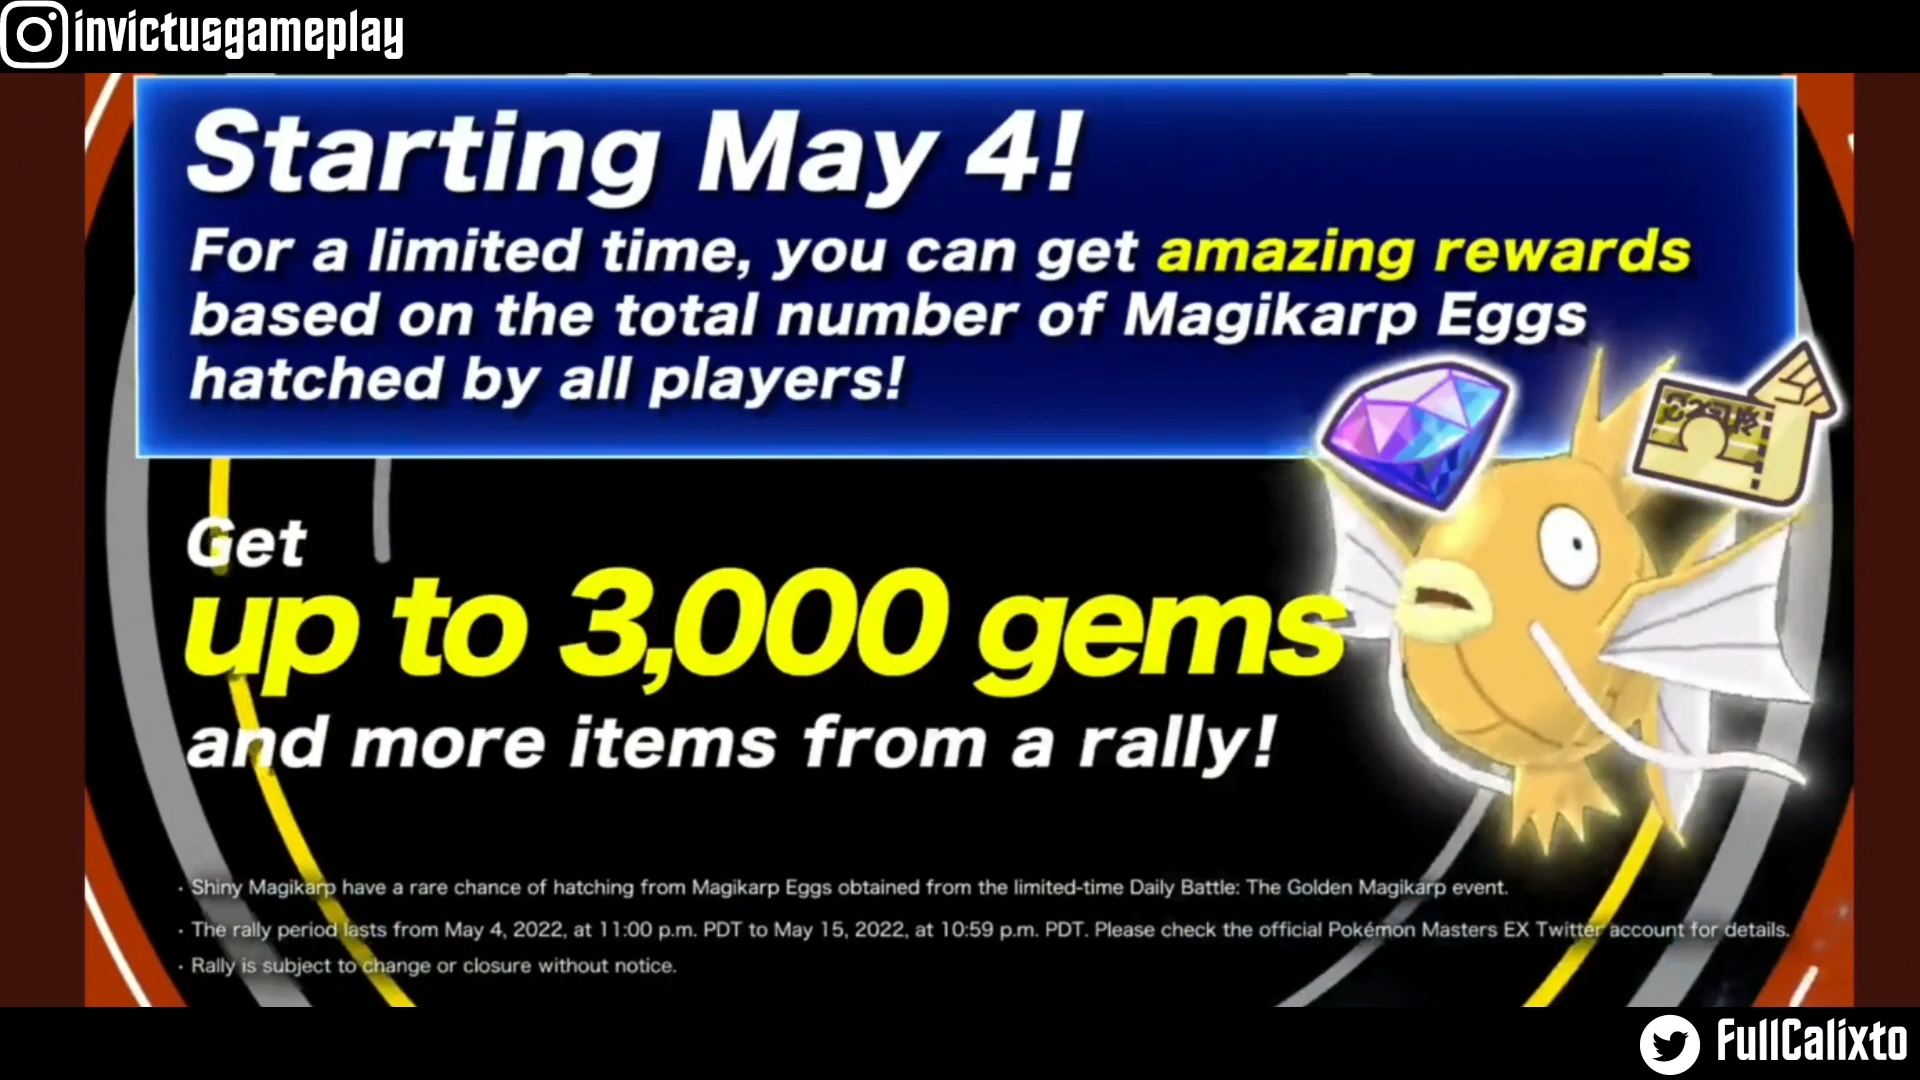 invictusgameplay
Starting May 4!
For a limited time, you can get amazing rewards
based on the total number of Magikarp Eggs
hatched by all players!
Get
up to 3,000 gems
and more items from a rally!
· Shiny Magikarp have a rare chance of hatching from Magikarp Eggs obtained from the limited-time Daily Battle: The Golden Magikarp event.
· The rally period lasts from May 4, 2022, at 11:00 p.m. PDT to May 15, 2022, at 10:59 p.m. PDT. Please check the official Pokémon Masters EX Twitter account for details.
· Rally is subject to change or closure without notice.
FullCalixto